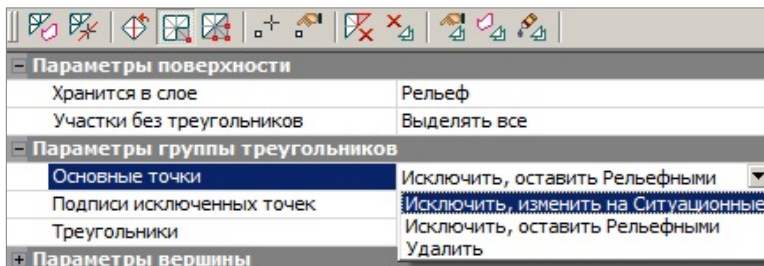 Параметры поверхности
Хранится в слое Рельеф
Участки без треугольников Выделять все
Параметры группы треугольников
Основные точки Исключить, оставить Рельефными
Подписи исключенных точек Исключить, изменить на Ситуационные
Треугольники Исключить, оставить Рельефными
Удалить
Параметры вершины